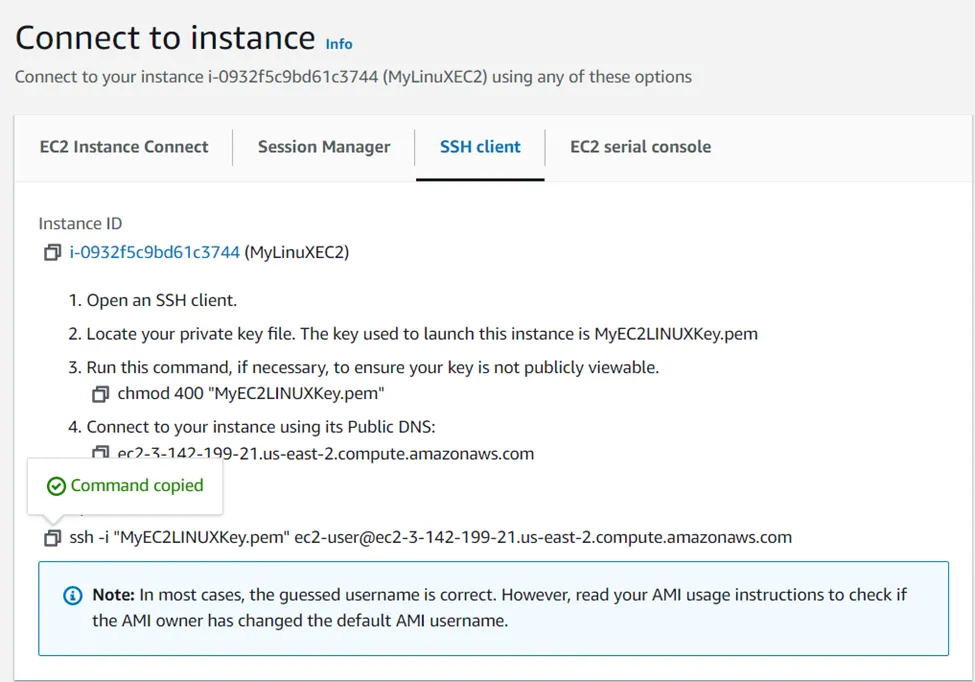 Connect to instance Info
Connect to your instance i-0932f5c9bd61c3744 (MyLinuXEC2) using any of these options
EC2 Instance Connect
Session Manager
SSH client
EC2 serial console
Instance ID
i-0932f5c9bd61c3744 (MyLinuXEC2)
1. Open an SSH client.
2. Locate your private key file. The key used to launch this instance is MyEC2LINUXKey.pem
3. Run this command, if necessary, to ensure your key is not publicly viewable.
chmod 400 "MyEC2LINUXKey.pem"
4. Connect to your instance using its Public DNS:
ec2-3-142-199-21.us-east-2.compute.amazonaws.com
Command copied
ssh -i "MyEC2LINUXKey.pem" ec2-user@ec2-3-142-199-21.us-east-2.compute.amazonaws.com
Note: In most cases, the guessed username is correct. However, read your AMI usage instructions to check if
the AMI owner has changed the default AMI username.